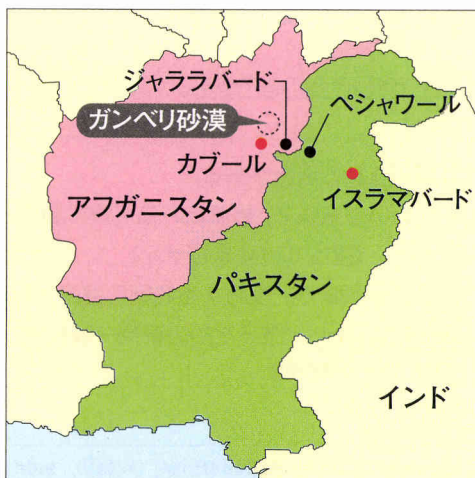 ジャララバード
ガンベリ砂漠
ペシャワール
カブール
イスラマバード
アフガニスタン
パキスタン
インド